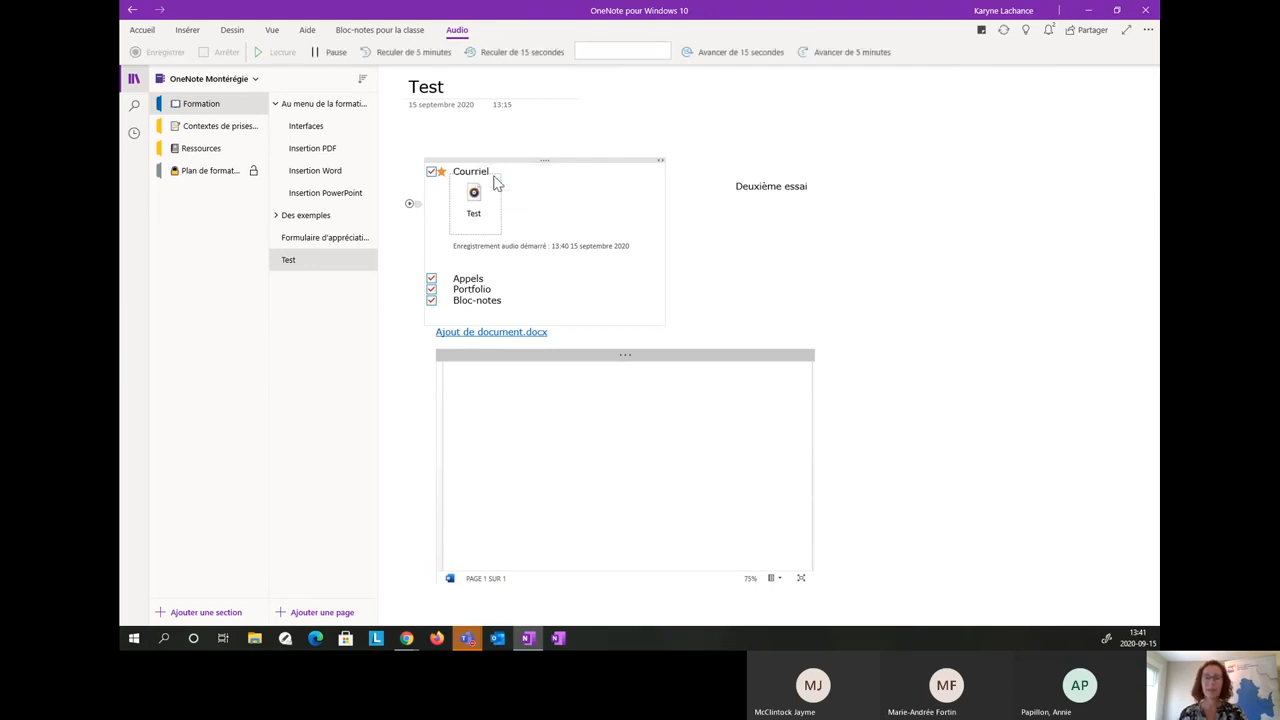 OneNote pour Windows 10
Karyne Lachance
Accueil Insérer Dessin Vue Aide Bloc-notes pour la classe Audio
Partager
Enregistrer Arrêter Lecture Pause Reculer de 5 minutes Reculer de 15 secondes Avancer de 15 secondes Avancer de 5 minutes
OneNote Montérégie
Formation
Contextes de prises...
Ressources
Plan de format...
Au menu de la formati...
Interfaces
Insertion PDF
Insertion Word
Insertion PowerPoint
Des exemples
Formulaire d'appréciati...
Test
Test
15 septembre 2020 13:15
Courriel
Test
Enregistrement audio démarré : 13:40 15 septembre 2020
Deuxième essai
Appels
Portfolio
Bloc-notes
Ajout de document.docx
PAGE 1 SUR 1
75%
Ajouter une section
Ajouter une page
13:41
2020-09-15
MJ
McClintock Jayme
MF
Marie-Andrée Fortin
AP
Papillon, Annie